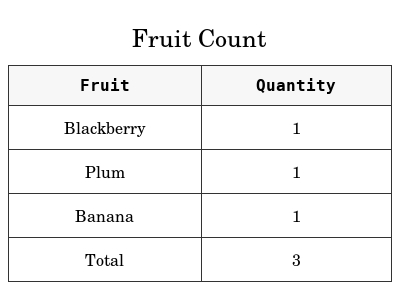 Fruit Count
Fruit Quantity
Blackberry 1
Plum 1
Banana 1
Total 3